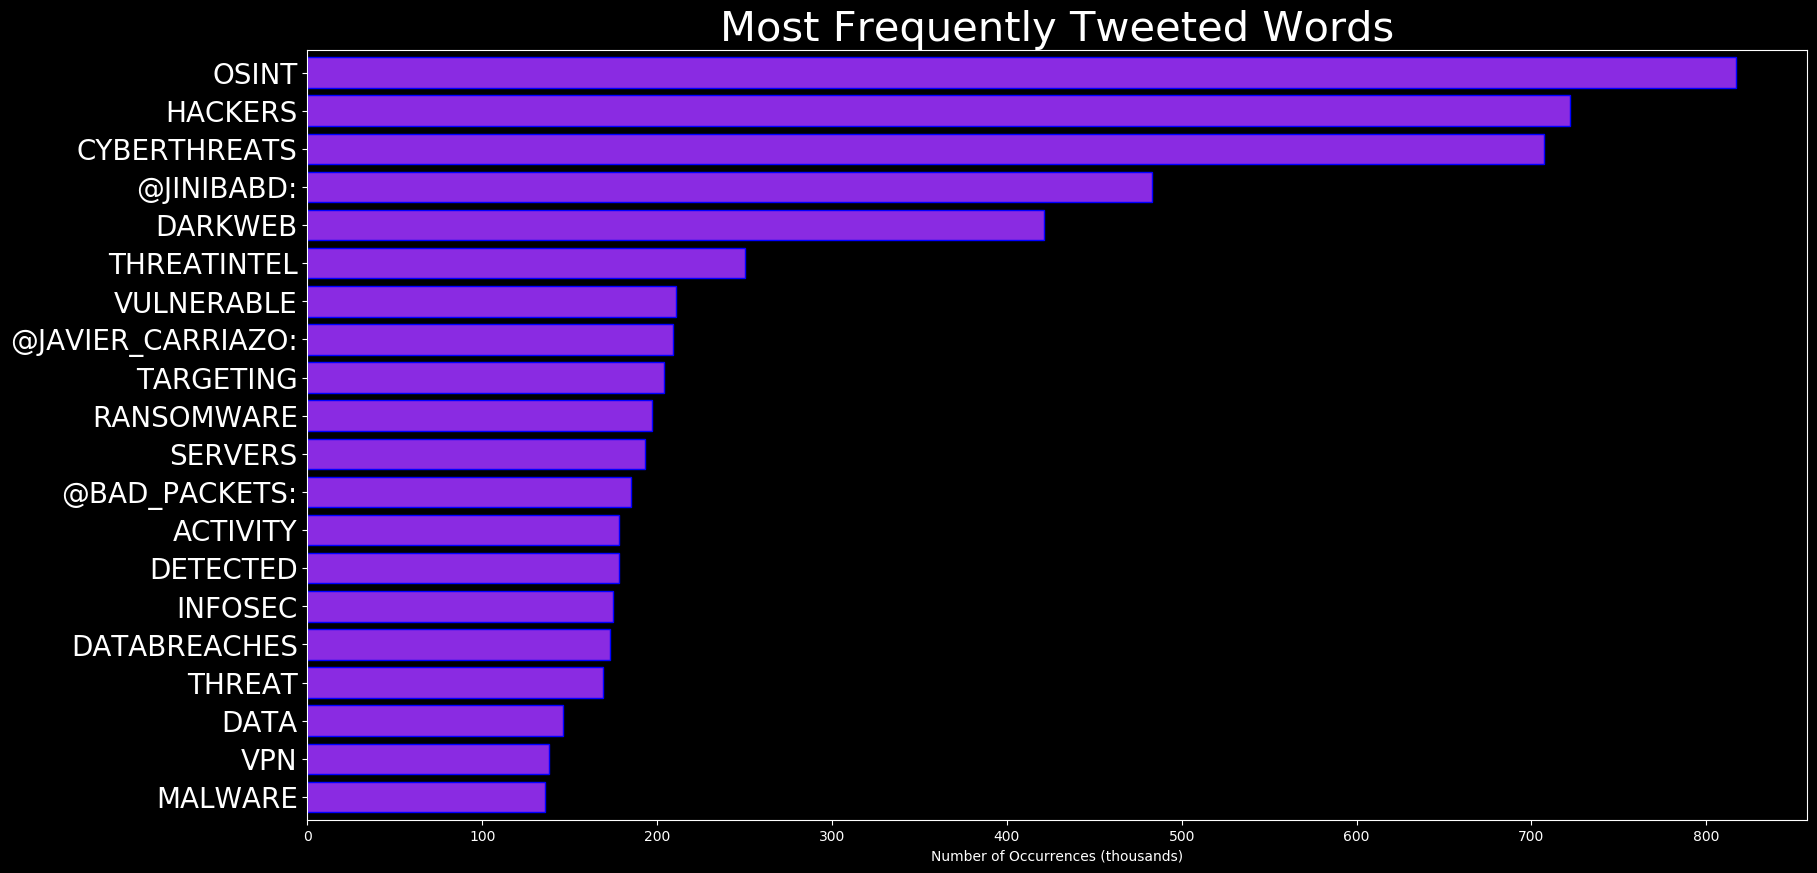 Most Frequently Tweeted Words
OSINT
HACKERS
CYBERTHREATS
@JINIBABD:
DARKWEB
THREATINTEL
VULNERABLE
@JAVIER_CARRIAZO:
TARGETING
RANSOMWARE
SERVERS
@BAD_PACKETS:
ACTIVITY
DETECTED
INFOSEC
DATABREACHES
THREAT
DATA
VPN
MALWARE
0 100 200 300 400 500 600 700 800
Number of Occurrences (thousands)